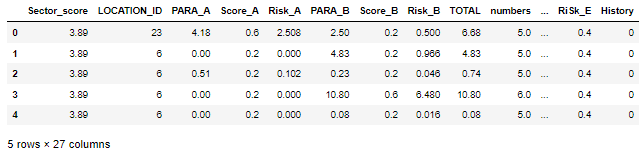 Sector_score LOCATION_ID PARA_A Score_A Risk_A PARA_B Score_B Risk_B TOTAL numbers ... RiSk_E History
0 3.89 23 4.18 0.6 2.508 2.50 0.2 0.500 6.68 5.0 ... 0.4 0
1 3.89 6 0.00 0.2 0.000 4.83 0.2 0.966 4.83 5.0 ... 0.4 0
2 3.89 6 0.51 0.2 0.102 0.23 0.2 0.046 0.74 5.0 ... 0.4 0
3 3.89 6 0.00 0.2 0.000 10.80 0.6 6.480 10.80 6.0 ... 0.4 0
4 3.89 6 0.00 0.2 0.000 0.08 0.2 0.016 0.08 5.0 ... 0.4 0
5 rows × 27 columns